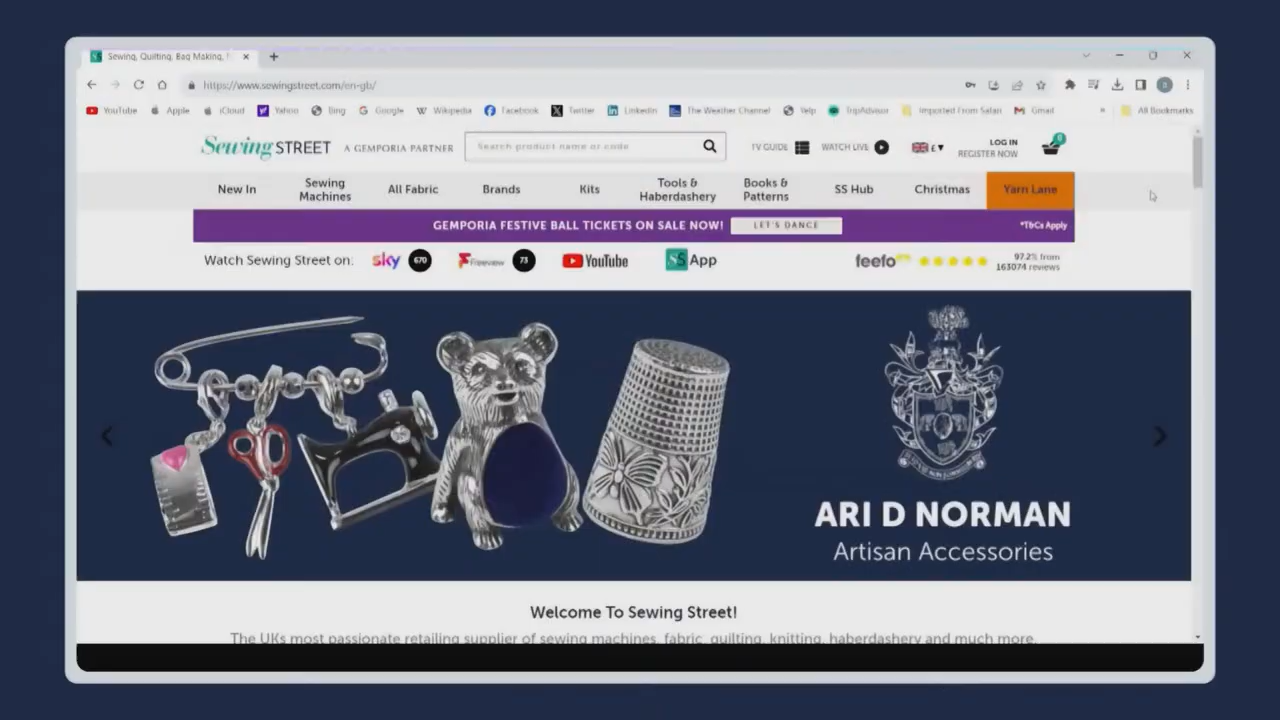 Sewing, Quilting, Bag Making, F
https://www.sewingstreet.com/en-gb/
YouTube Apple iCloud Yahoo Bing Google Wikipedia Facebook Twitter LinkedIn The Weather Channel Yelp TripAdvisor Imported From Safari Gmail » All Bookmarks
Sewing STREET A GEMPORIA PARTNER Search product name or code TV GUIDE WATCH LIVE £ LOG IN REGISTER NOW 0
New In Sewing Machines All Fabric Brands Kits Tools & Haberdashery Books & Patterns SS Hub Christmas Yarn Lane
GEMPORIA FESTIVE BALL TICKETS ON SALE NOW! LET'S DANCE *T&Cs Apply
Watch Sewing Street on: sky 670 Freeview 73 YouTube SS App feefo 97.2% from 163074 reviews
ARI D NORMAN
Artisan Accessories
Welcome To Sewing Street!
The UKs most passionate retailing supplier of sewing machines, fabric, quilting, knitting, haberdashery and much more.